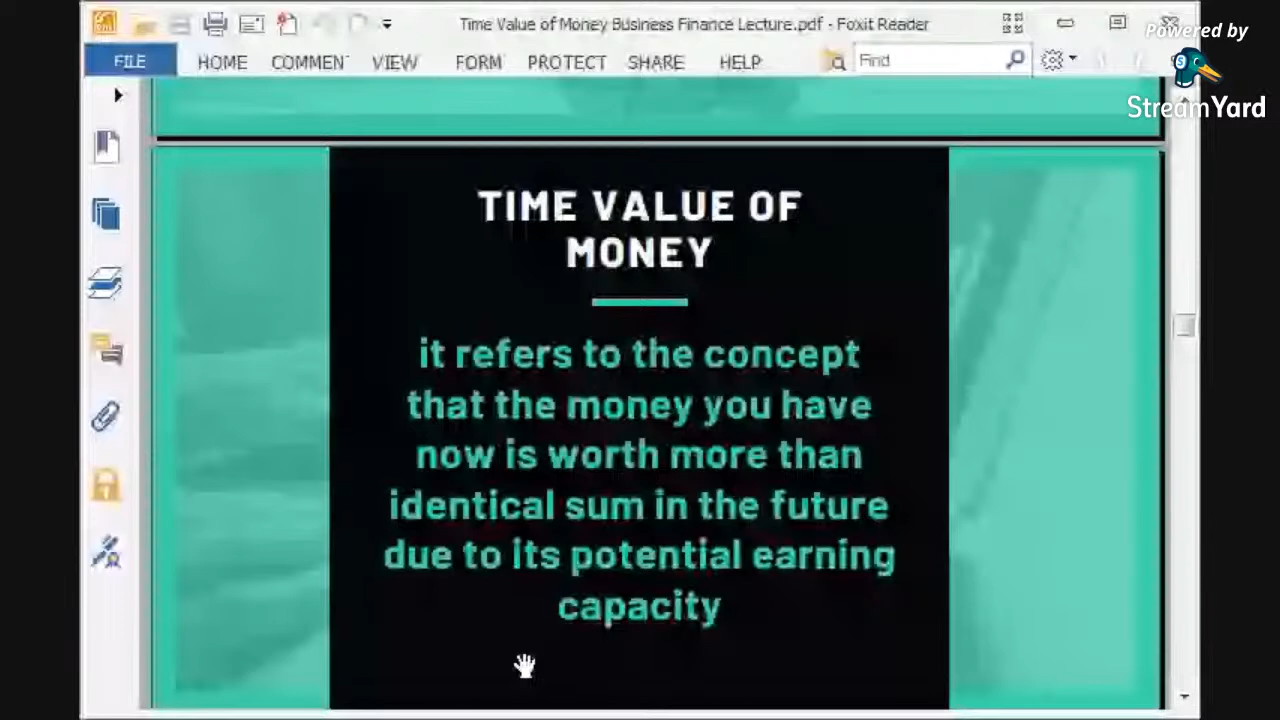 Time Value of Money Business Finance Lecture.pdf - Foxit Reader
Powered by
StreamYard
FILE HOME COMMEN VIEW FORM PROTECT SHARE HELP Find
TIME VALUE OF
MONEY
it refers to the concept
that the money you have
now is worth more than
identical sum in the future
due to its potential earning
capacity